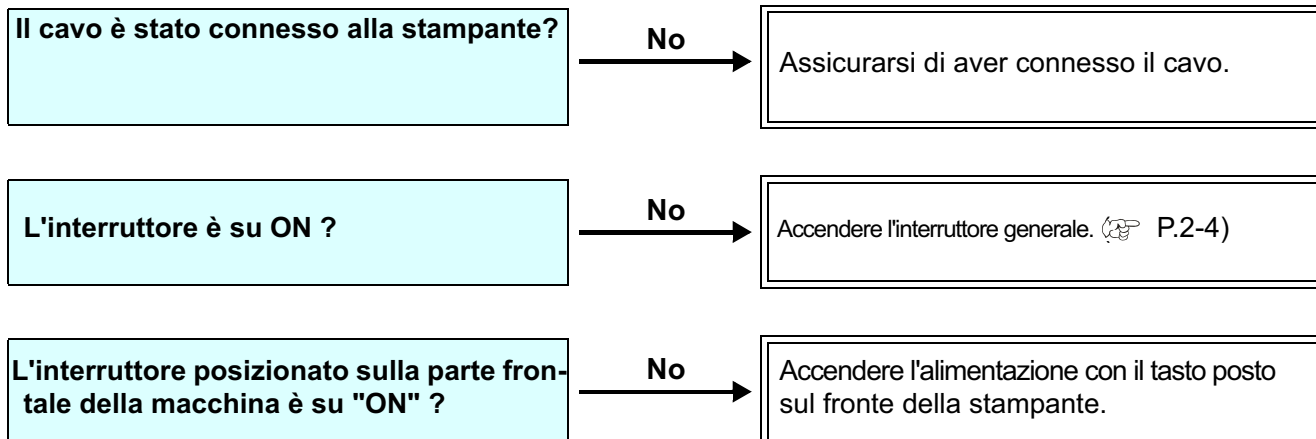 Il cavo è stato connesso alla stampante?
No
Assicurarsi di aver connesso il cavo.
L'interruttore è su ON ?
No
Accendere l'interruttore generale. (☞ P.2-4)
L'interruttore posizionato sulla parte fron-
tale della macchina è su "ON" ?
No
Accendere l'alimentazione con il tasto posto
sul fronte della stampante.